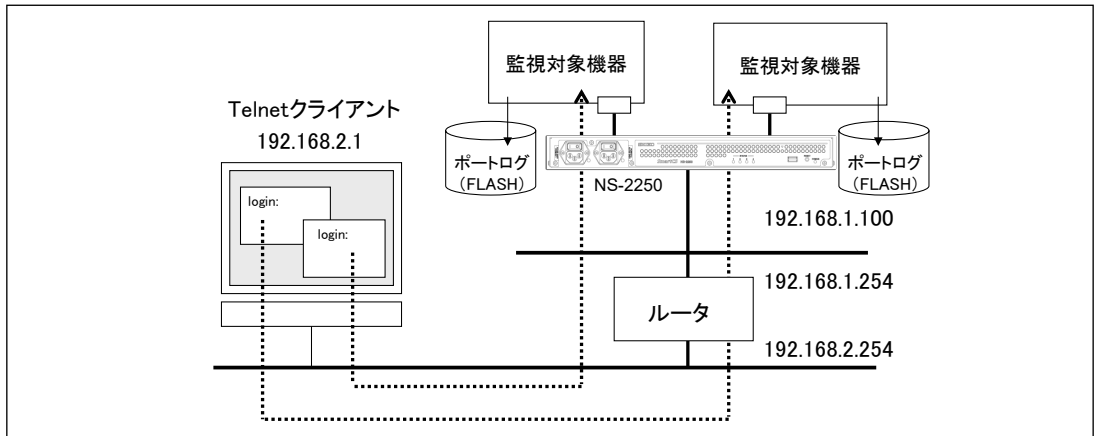 監視対象機器
監視対象機器
Telnetクライアント
192.168.2.1
ポートログ
(FLASH)
ポートログ
(FLASH)
NS-2250
login:
login:
192.168.1.100
192.168.1.254
ルータ
192.168.2.254